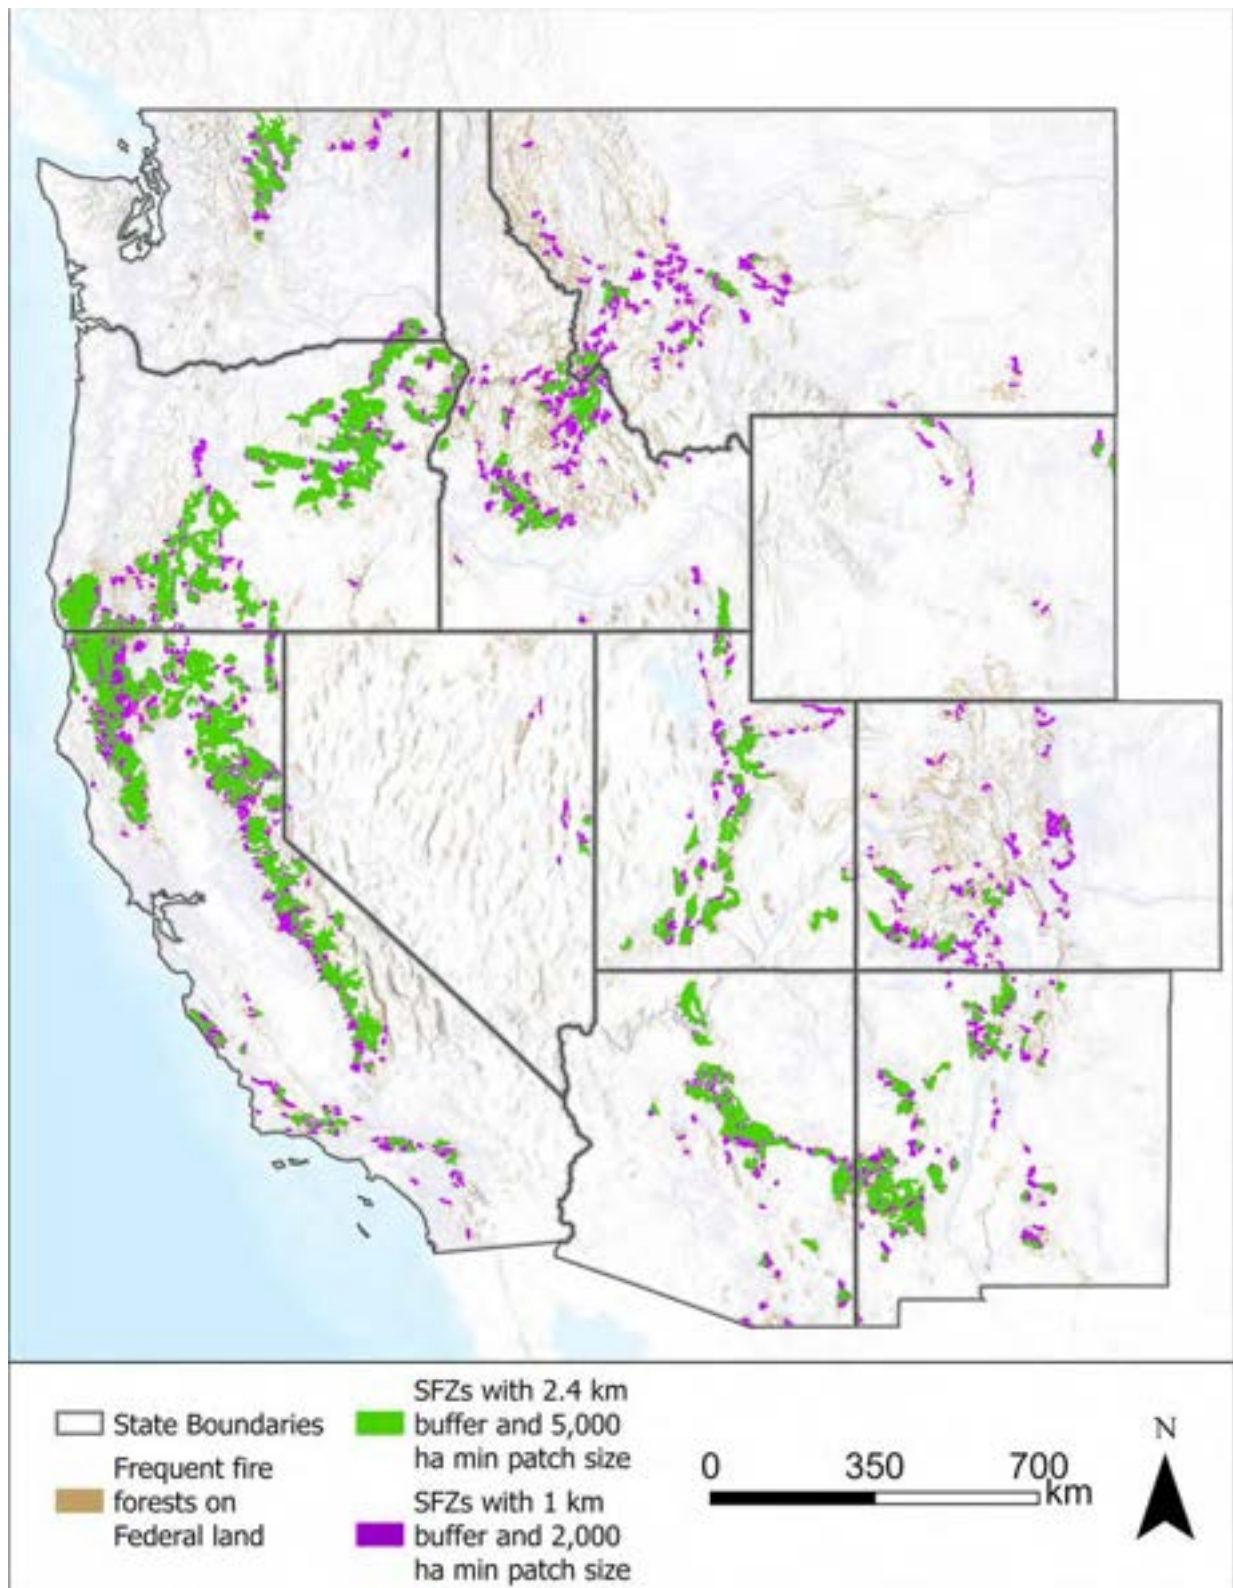 State Boundaries
Frequent fire
forests on
Federal land
SFZs with 2.4 km
buffer and 5,000
ha min patch size
SFZs with 1 km
buffer and 2,000
ha min patch size
0 350 700
km
N